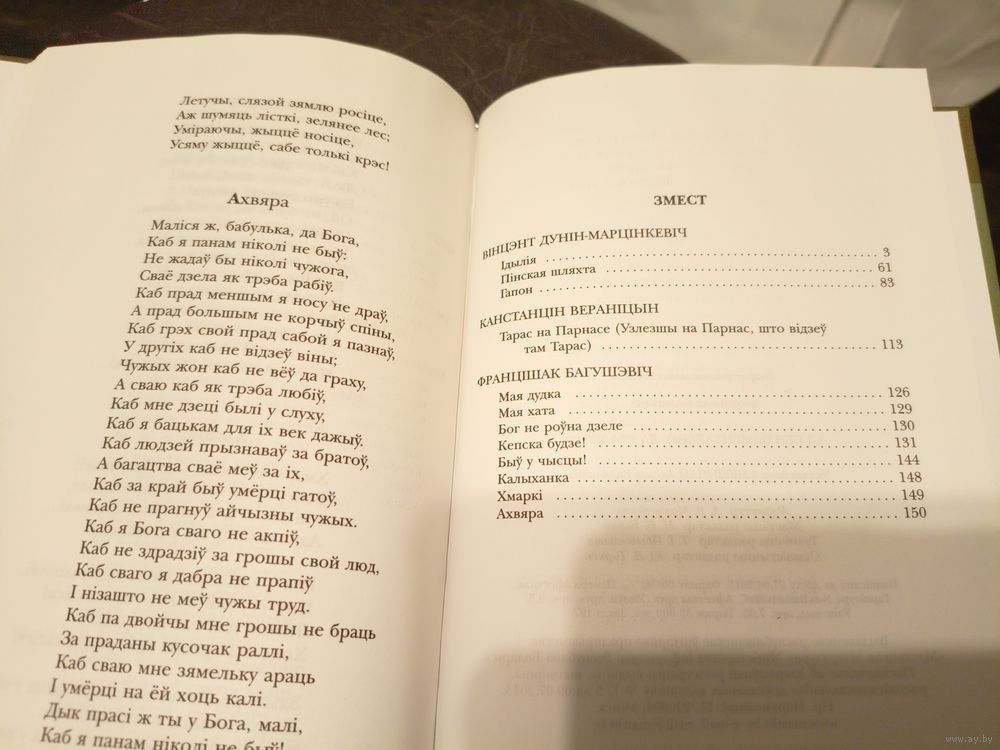 Летучы, слязой зямлю росіце,
Аж шумяць лісткі, зелянее лес;
Уміраючы, жыццё носіце,
Усяму жыццё, сабе толькі крэс!
Ахвяра
Маліся ж, бабулька, да Бога,
Каб я панам ніколі не быў:
Не жадаў бы ніколі чужога,
Сваё дзела як трэба рабіў.
Каб прад меншым я носу не драў,
А прад большым не корчыў спіны,
Каб грэх свой прад сабой я пазнаў,
У другіх каб не відзеў віны;
Чужых жон каб не вёў да граху,
А сваю каб як трэба любіў,
Каб мне дзеці былі у слуху,
Каб я бацькам для іх век дажыў.
Каб людзей прызнаваў за братоў,
А багацтва сваё меў за іх,
Каб за край быў умёрці гатоў,
Каб не прагнуў айчызны чужых.
Каб я Бога сваго не акпіў,
Каб не здрадзіў за грошы свой люд,
Каб сваго я дабра не прапіў
І нізашто не меў чужы труд.
Каб па двойчы мне грошы не браць
За праданы кусочак раллі,
Каб сваю мне зямельку араць
І умёрці на ёй хоць калі.
Дык прасі ж ты у Бога, малі,
Каб я панам ніколі не быў!
ЗМЕСТ
ВІНЦЭНТ ДУНІН-МАРЦІНКЕВІЧ
Ідылія 3
Пінская шляхта 61
Гапон 83
КАНСТАНЦІН ВЕРАНІЦЫН
Тарас на Парнасе (Узлезшы на Парнас, што відзеў
там Тарас) 113
ФРАНЦІШАК БАГУШЭВІЧ
Мая дудка 126
Мая хата 129
Бог не роўна дзеле 130
Кепска будзе! 131
Быў у чысцы! 144
Калыханка 148
Хмаркі 149
Ахвяра 150
www.ay.by